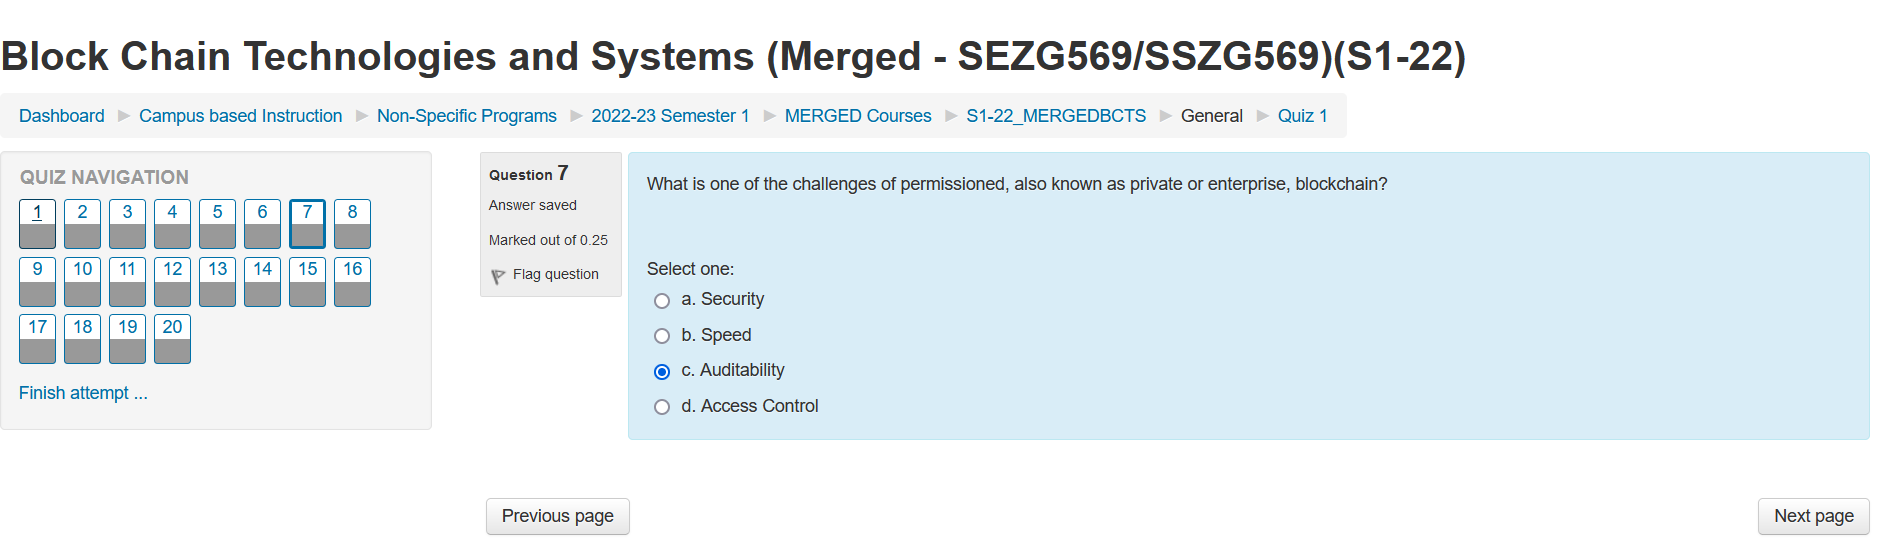 Block Chain Technologies and Systems (Merged - SEZG569/SSZG569)(S1-22)
Dashboard Campus based Instruction Non-Specific Programs 2022-23 Semester 1 MERGED Courses S1-22_MERGEDBCTS General Quiz 1
QUIZ NAVIGATION
1 2 3 4 5 6 7 8
9 10 11 12 13 14 15 16
17 18 19 20
Finish attempt ...
Question 7
Answer saved
Marked out of 0.25
Flag question
What is one of the challenges of permissioned, also known as private or enterprise, blockchain?
Select one:
a. Security
b. Speed
c. Auditability
d. Access Control
Previous page
Next page